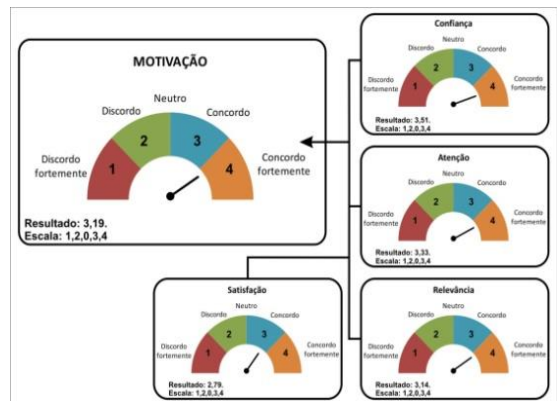 MOTIVAÇÃO
Neutro
Discordo
Concordo
Discordo
fortemente
Concordo
fortemente
1
2
3
4
Resultado: 3,19.
Escala: 1,2,0,3,4
Confiança
Neutro
Discordo
Concordo
Discordo
fortemente
Concordo
fortemente
1
2
3
4
Resultado: 3,51.
Escala: 1,2,0,3,4
Atenção
Neutro
Discordo
Concordo
Discordo
fortemente
Concordo
fortemente
1
2
3
4
Resultado: 3,33.
Escala: 1,2,0,3,4
Satisfação
Neutro
Discordo
Concordo
Discordo
fortemente
Concordo
fortemente
1
2
3
4
Resultado: 2,79.
Escala: 1,2,0,3,4
Relevância
Neutro
Discordo
Concordo
Discordo
fortemente
Concordo
fortemente
1
2
3
4
Resultado: 3,14.
Escala: 1,2,0,3,4